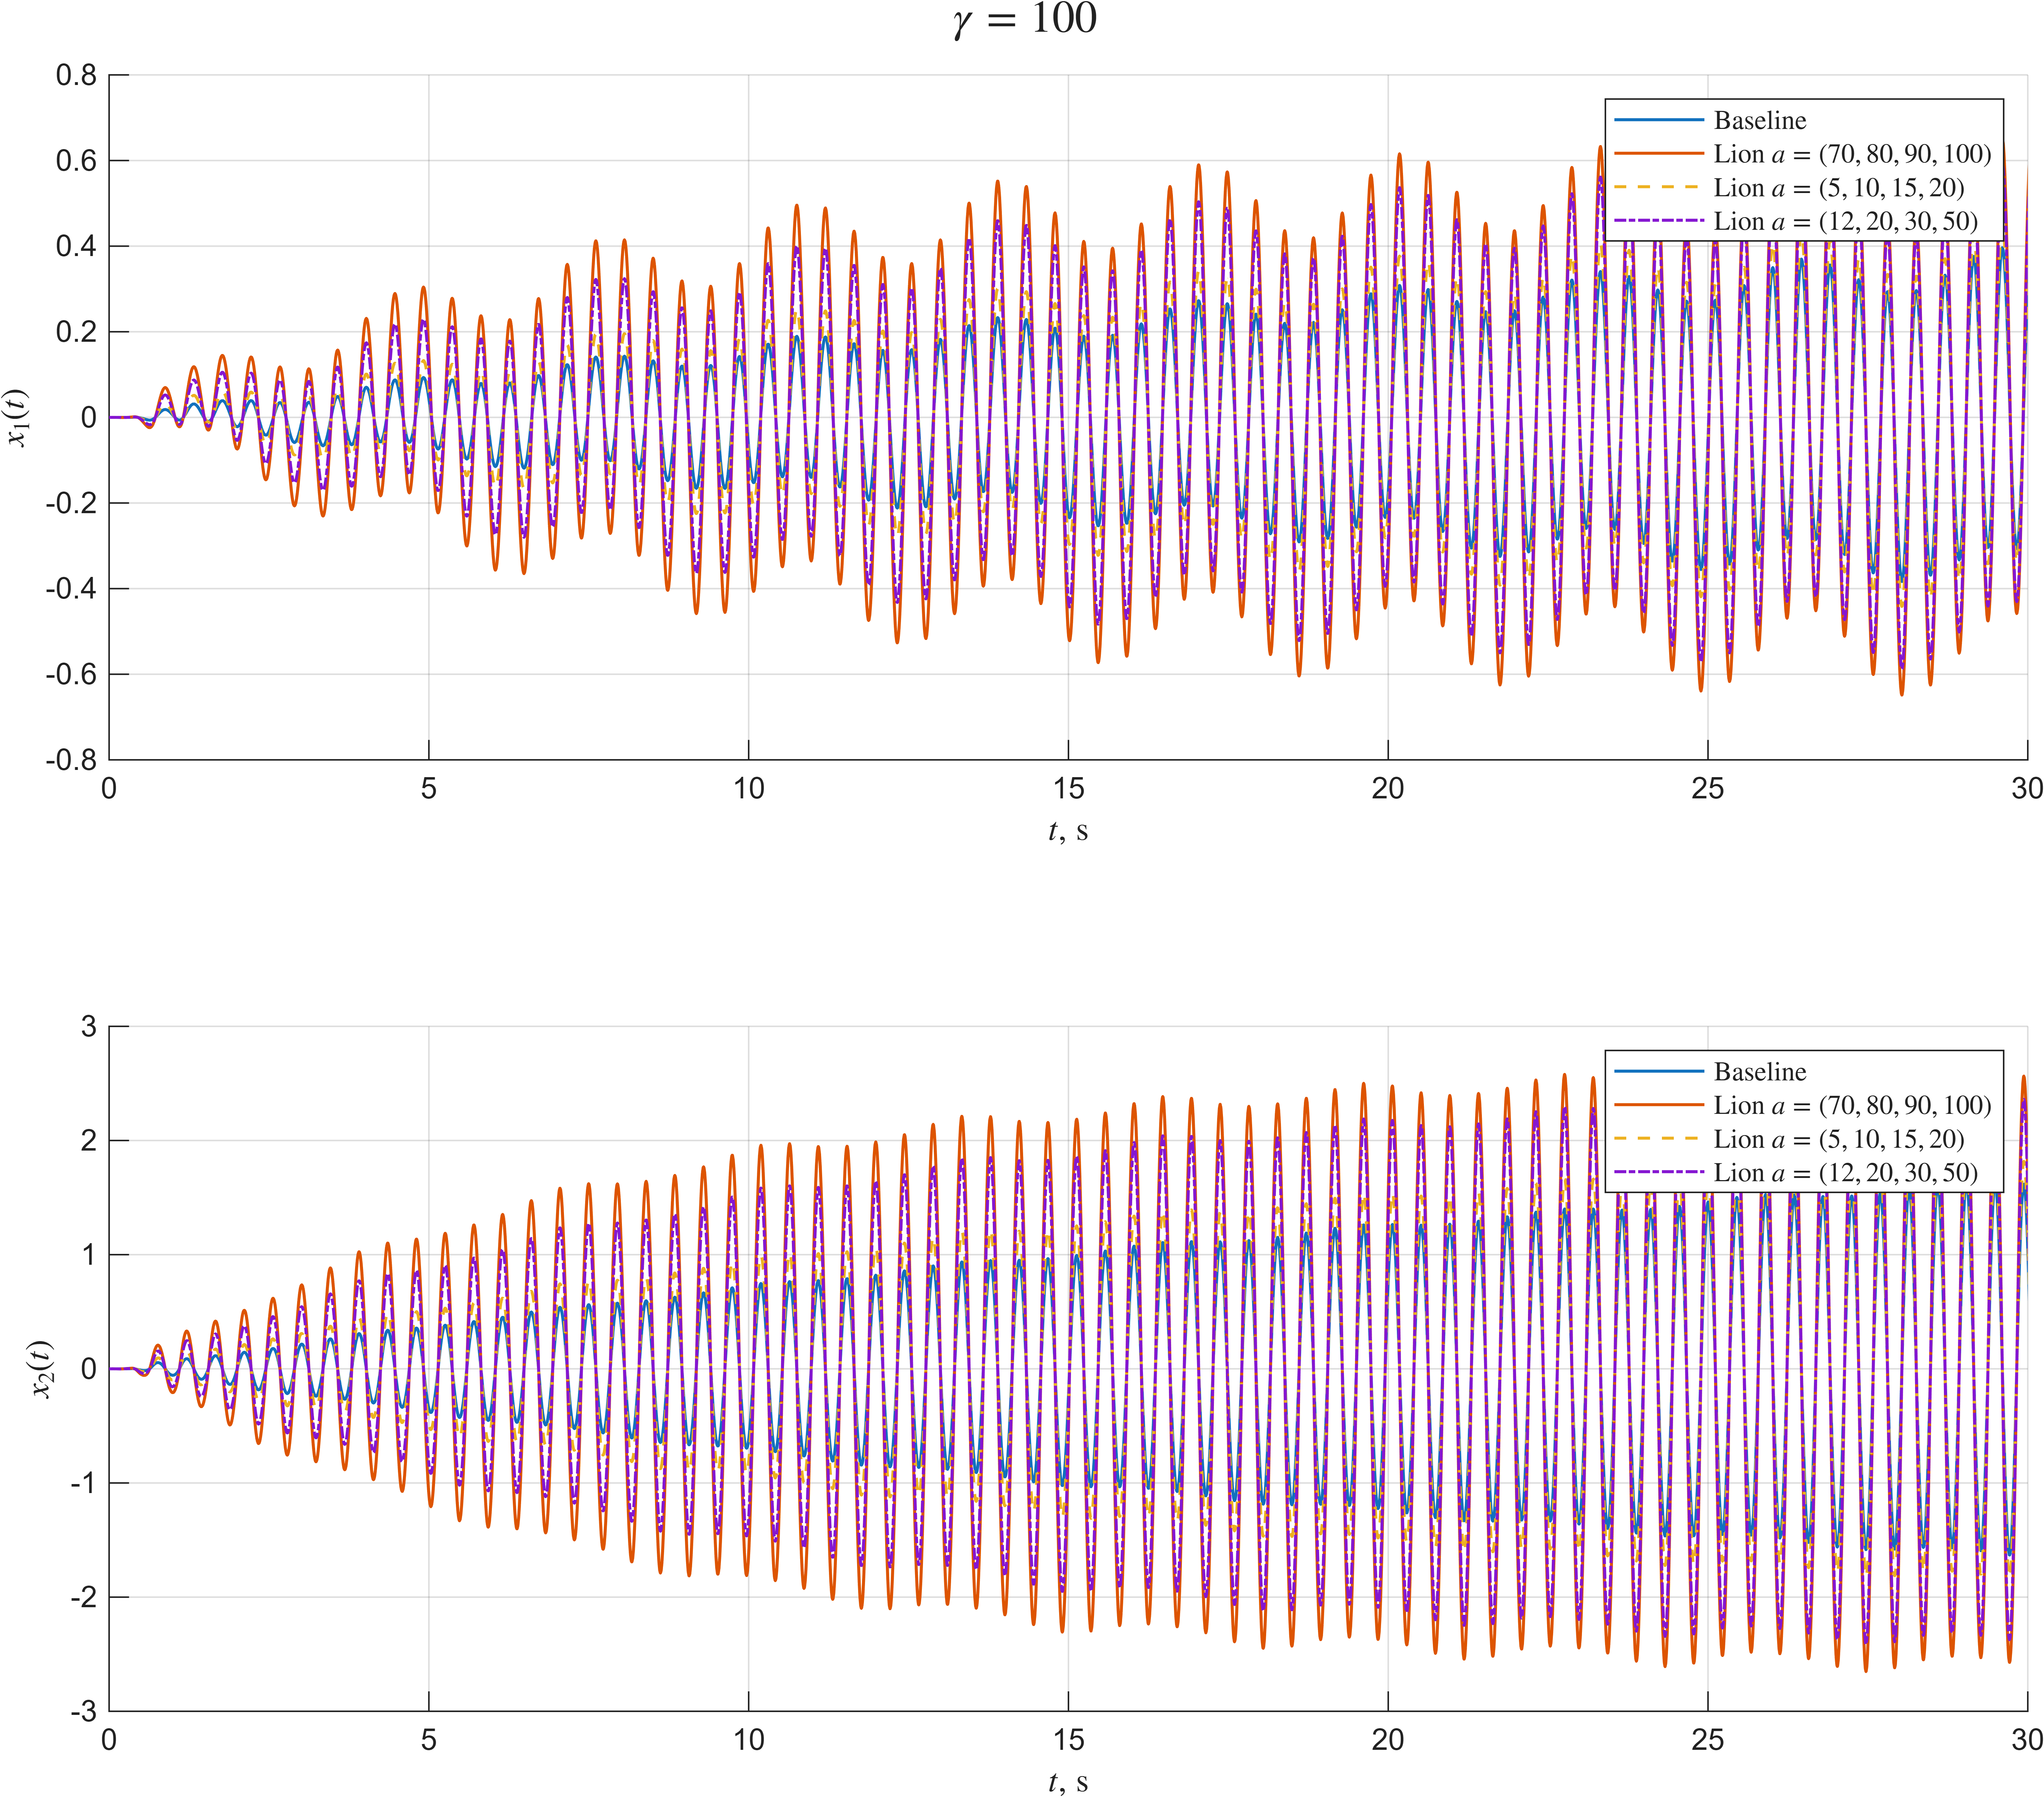 γ = 100
0.8
0.6
0.4
0.2
0
-0.2
-0.4
-0.6
-0.8
x₁(t)
0 5 10 15 20 25 30
t, s
Baseline
Lion a = (70, 80, 90, 100)
Lion a = (5, 10, 15, 20)
Lion a = (12, 20, 30, 50)
3
2
1
0
-1
-2
-3
x₂(t)
0 5 10 15 20 25 30
t, s
Baseline
Lion a = (70, 80, 90, 100)
Lion a = (5, 10, 15, 20)
Lion a = (12, 20, 30, 50)